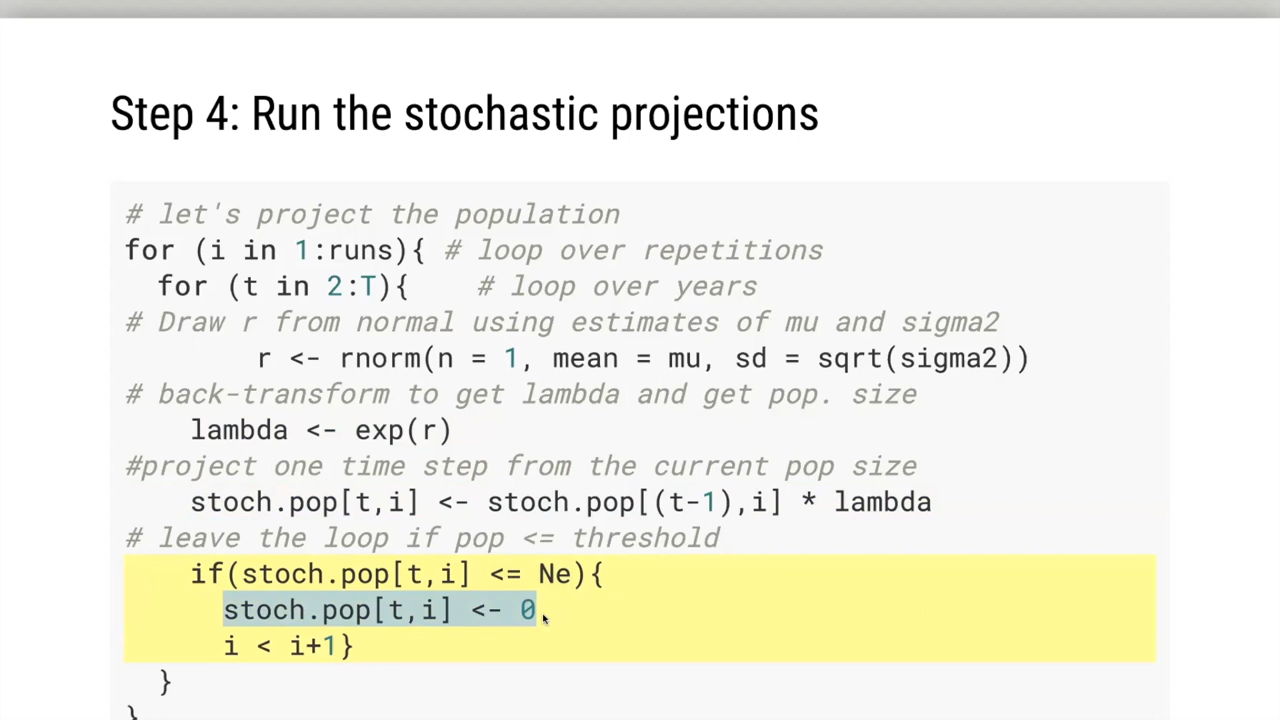 Step 4: Run the stochastic projections
# let's project the population
for (i in 1:runs){ # loop over repetitions
for (t in 2:T){ # loop over years
# Draw r from normal using estimates of mu and sigma2
r <- rnorm(n = 1, mean = mu, sd = sqrt(sigma2))
# back-transform to get lambda and get pop. size
lambda <- exp(r)
#project one time step from the current pop size
stoch.pop[t,i] <- stoch.pop[(t-1),i] * lambda
# leave the loop if pop <= threshold
if(stoch.pop[t,i] <= Ne){
stoch.pop[t,i] <- 0
i < i+1}
}
}